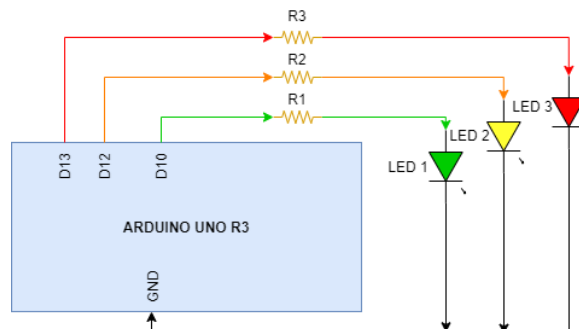 R3
R2
R1
LED 3
LED 2
LED 1
D13
D12
D10
ARDUINO UNO R3
GND